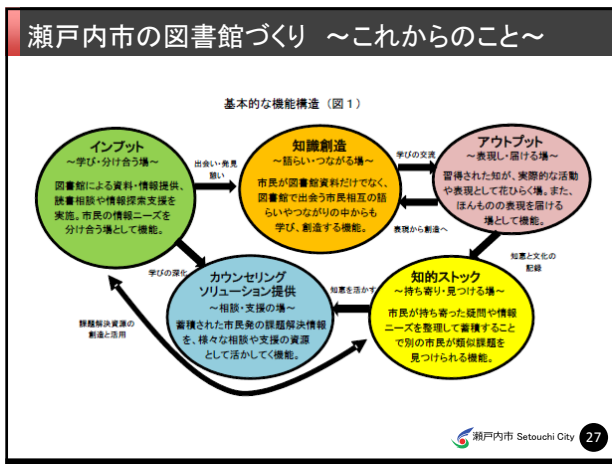 瀬戸内市の図書館づくり ～これからのこと～
基本的な機能構造（図１）
インプット
～学び・分け合う場～
図書館による資料・情報提供、
読書相談や情報探索支援を
実施。市民の情報ニーズを
分け合う場として機能。
出会い・発見
願い
知識創造
～語らい・つながる場～
市民が図書館資料だけでなく、
図書館で出会う市民相互の語
らいやつながりの中からも
学び、創造する機能。
学びの交流
表現から創造へ
アウトプット
～表現し・届ける場～
習得された知が、実際的な活動
や表現として花ひらく場。また、
ほんものの表現を届ける
場として機能。
学びの深化
カウンセリング
ソリューション提供
～相談・支援の場～
蓄積された市民発の課題解決情報
を、様々な相談や支援の資源
として活かしてく機能。
知恵を活かす
知的ストック
～持ち寄り・見つける場～
市民が持ち寄った疑問や情報
ニーズを整理して蓄積すること
で別の市民が類似課題を
見つけられる機能。
知恵と文化の
記録
課題解決資源の
創造と活用
瀬戸内市 Setouchi City
27